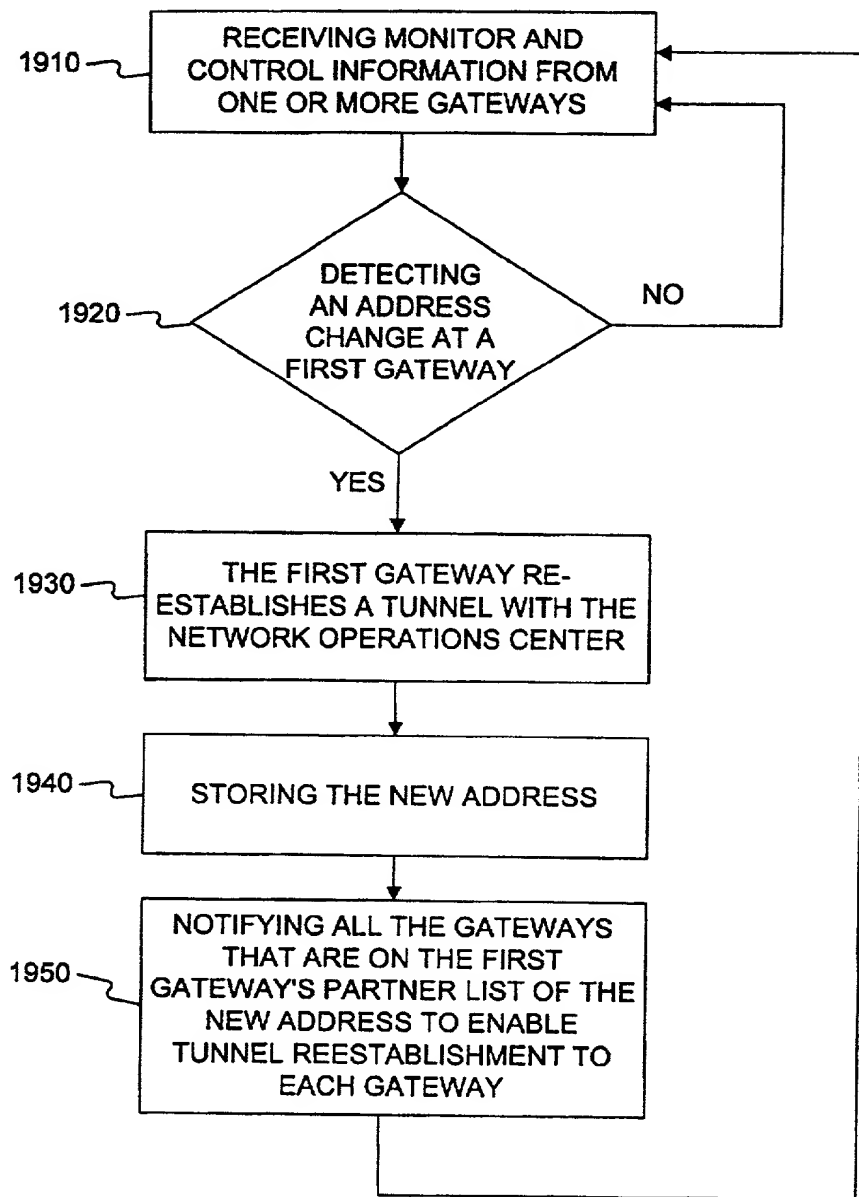 1910
RECEIVING MONITOR AND
CONTROL INFORMATION FROM
ONE OR MORE GATEWAYS
1920
DETECTING
AN ADDRESS
CHANGE AT A
FIRST GATEWAY
NO
YES
1930
THE FIRST GATEWAY RE-
ESTABLISHES A TUNNEL WITH THE
NETWORK OPERATIONS CENTER
1940
STORING THE NEW ADDRESS
1950
NOTIFYING ALL THE GATEWAYS
THAT ARE ON THE FIRST
GATEWAY'S PARTNER LIST OF THE
NEW ADDRESS TO ENABLE
TUNNEL REESTABLISHMENT TO
EACH GATEWAY